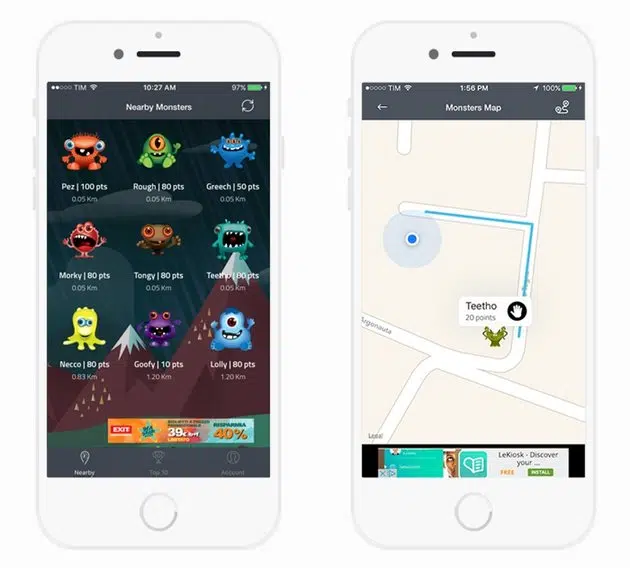 TIM 10:27 AM 97%
Nearby Monsters
Pez | 100 pts Rough | 80 pts Greech | 50 pts
0.05 Km 0.05 Km 0.05 Km
Morky | 80 pts Tongy | 80 pts Teetho | 80 pts
0.05 Km 0.05 Km 0.05 Km
Necco | 80 pts Goofy | 10 pts Lolly | 80 pts
0.83 Km 1.20 Km 1.20 Km
EXIT
39€
RISPARMIA
40%
Nearby Top 10 Account
TIM 1:56 PM 100%
Monsters Map
Teetho
20 points
Argonauta
Legal
LeKiosk - Discover
your ...
FREE INSTALL